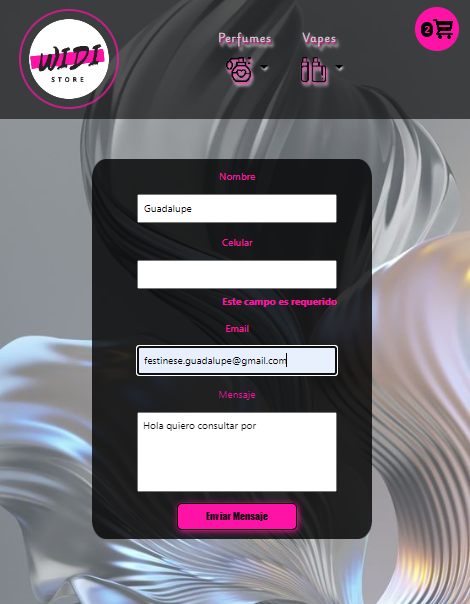 WIDI
STORE
Perfumes
Vapes
2
Nombre
Guadalupe
Celular
Este campo es requerido
Email
festinese.guadalupe@gmail.com
Mensaje
Hola quiero consultar por
Enviar Mensaje